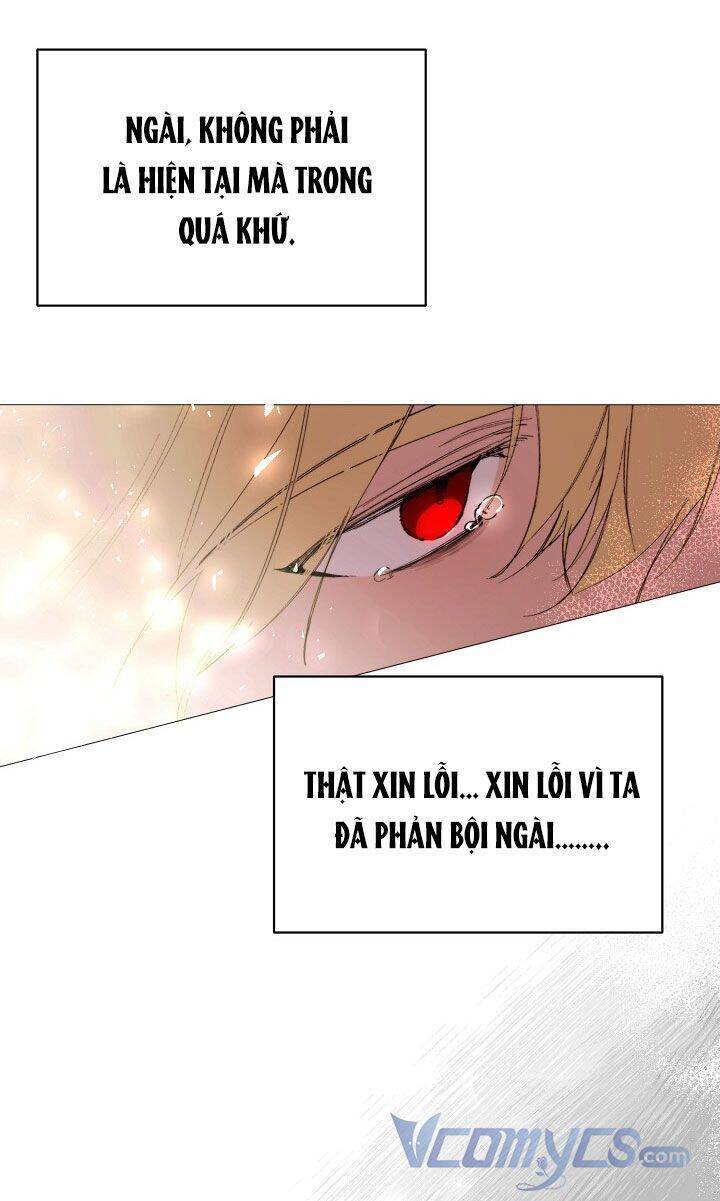 NGÀI, KHÔNG PHẢI
LÀ HIỆN TẠI MÀ TRONG
QUÁ KHỨ.
THẬT XIN LỖI... XIN LỖI VÌ TA
ĐÃ PHẢN BỘI NGÀI........
VCOMYCS.com